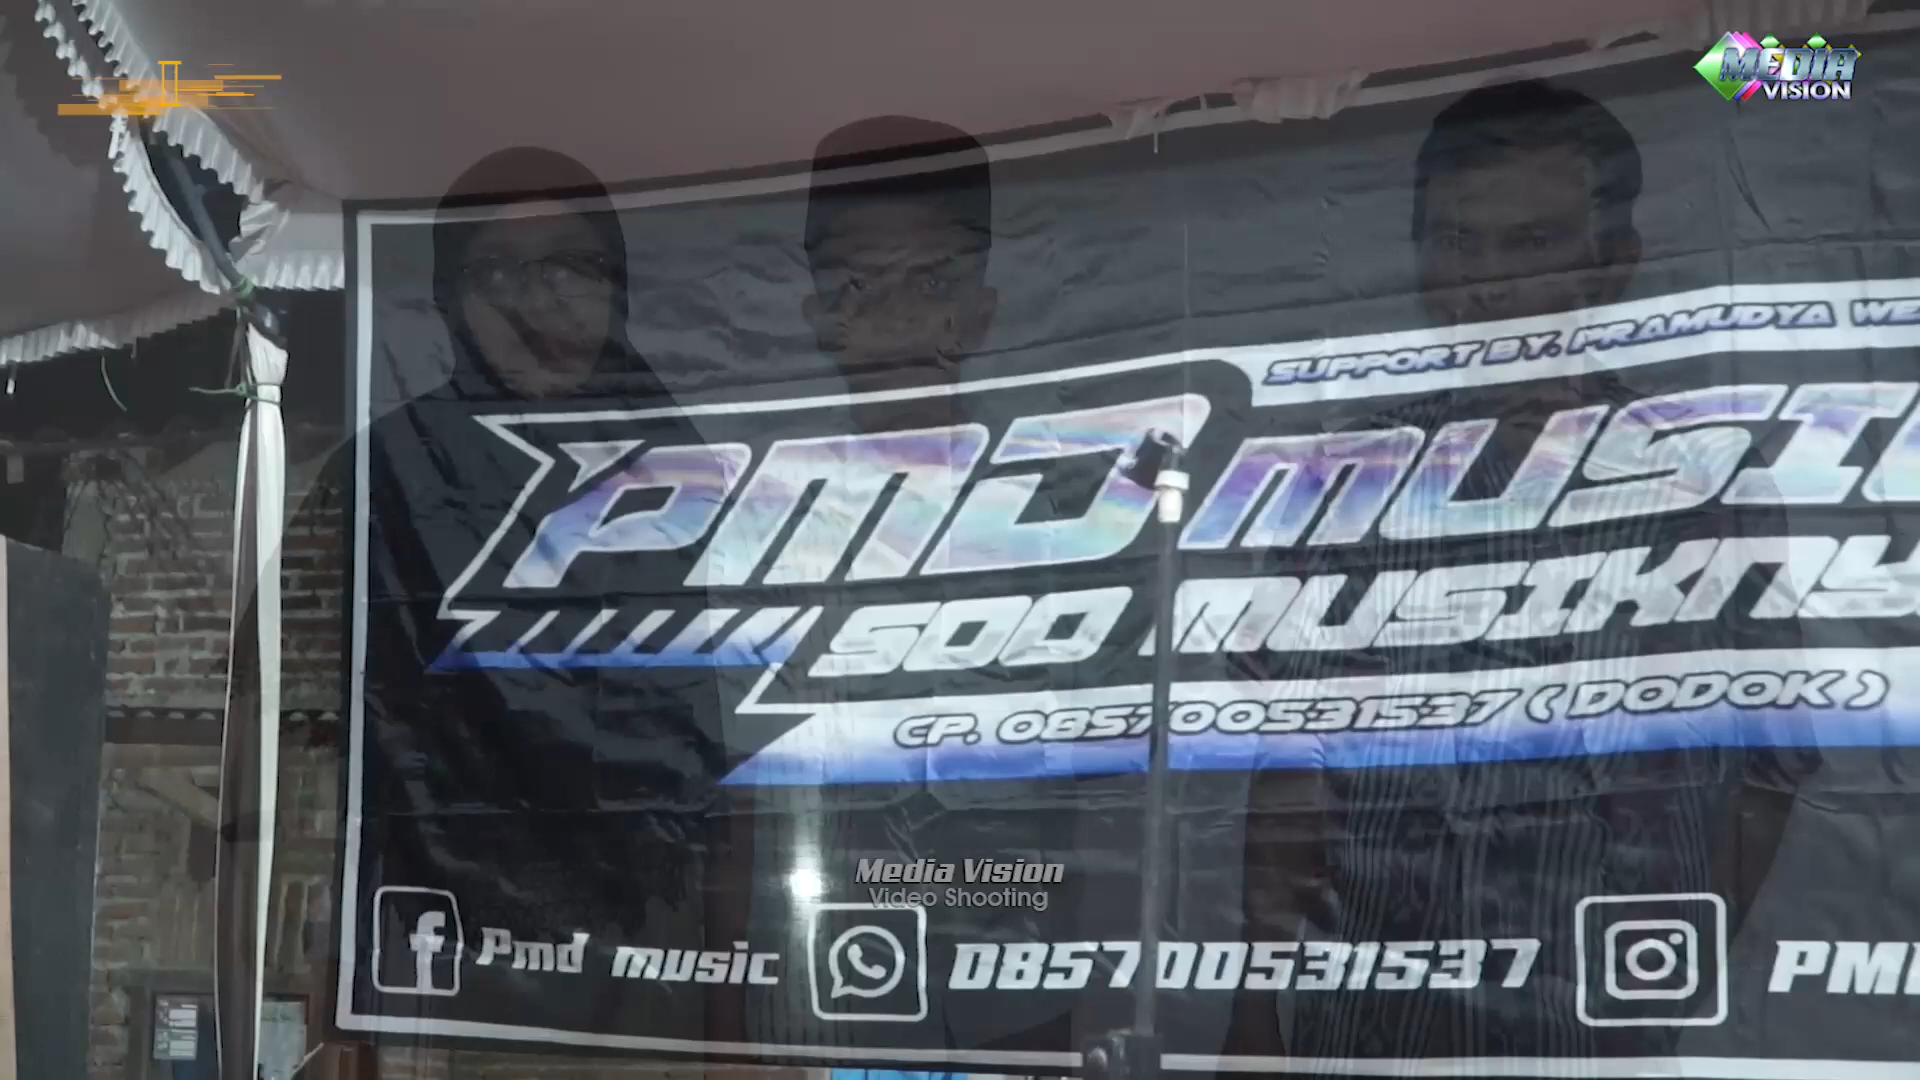 MEDIA
VISION
SUPPORT BY. PRAMUDYA WE
PMD MUSI
SOD MUSIKNY
CP. 085700531537 ( DODOK )
Media Vision
Video Shooting
Pmd music
085700531537
PM